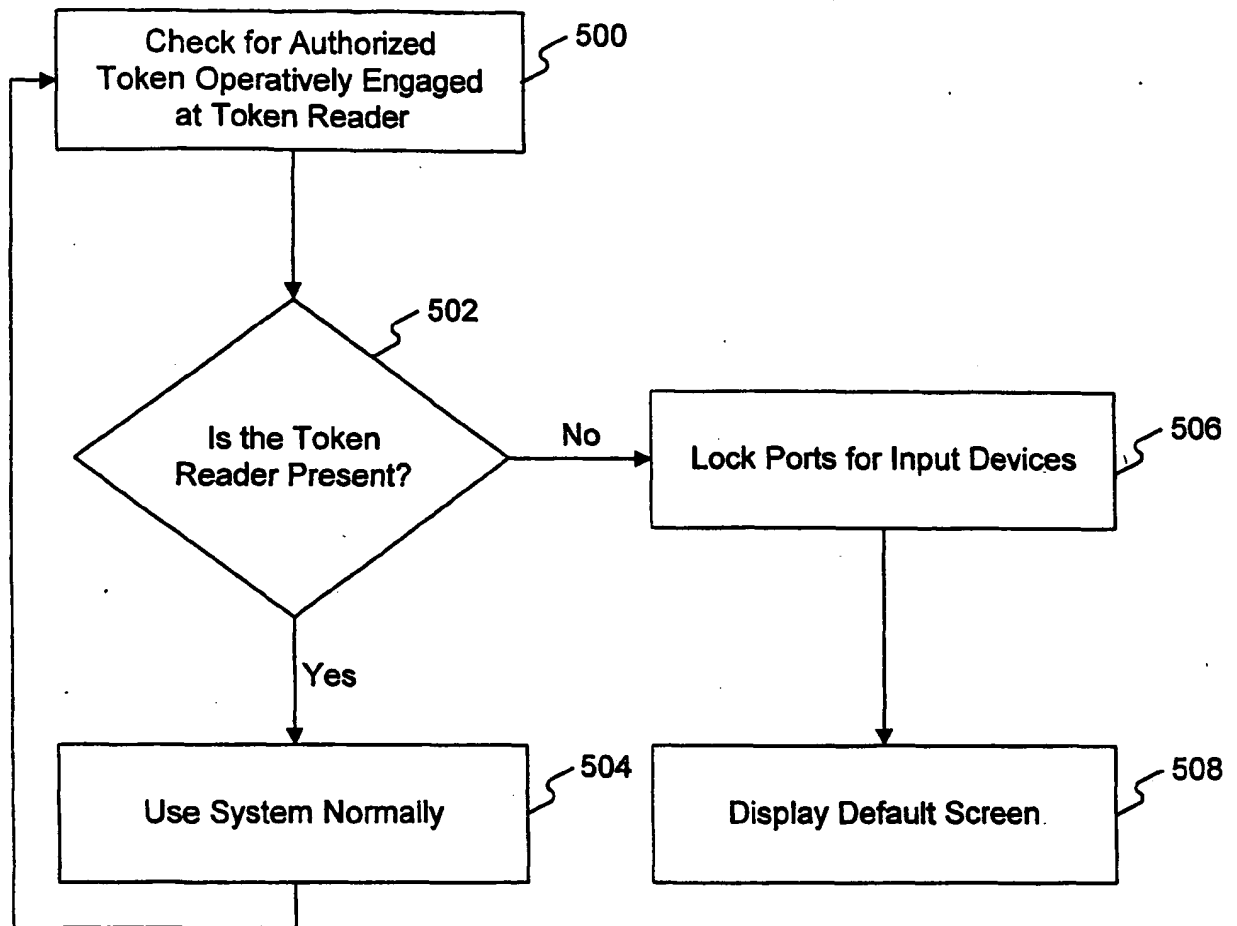 Check for Authorized
Token Operatively Engaged
at Token Reader
500
502
Is the Token
Reader Present?
No
Lock Ports for Input Devices
506
Yes
Use System Normally
504
Display Default Screen
508